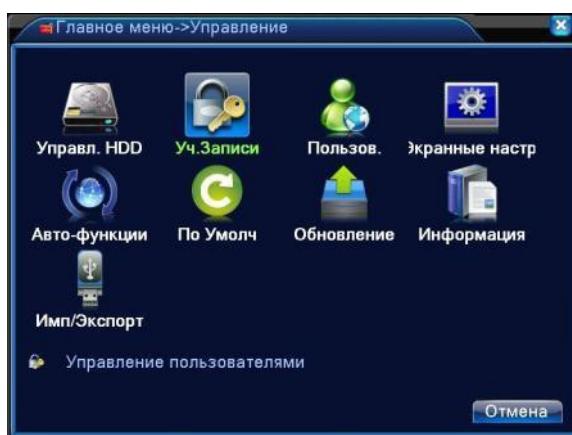 Главное меню->Управление
Управл. HDD Уч.Записи Пользов. Экранные настр
Авто-функции По Умолч Обновление Информация
Имп/Экспорт
Управление пользователями
Отмена